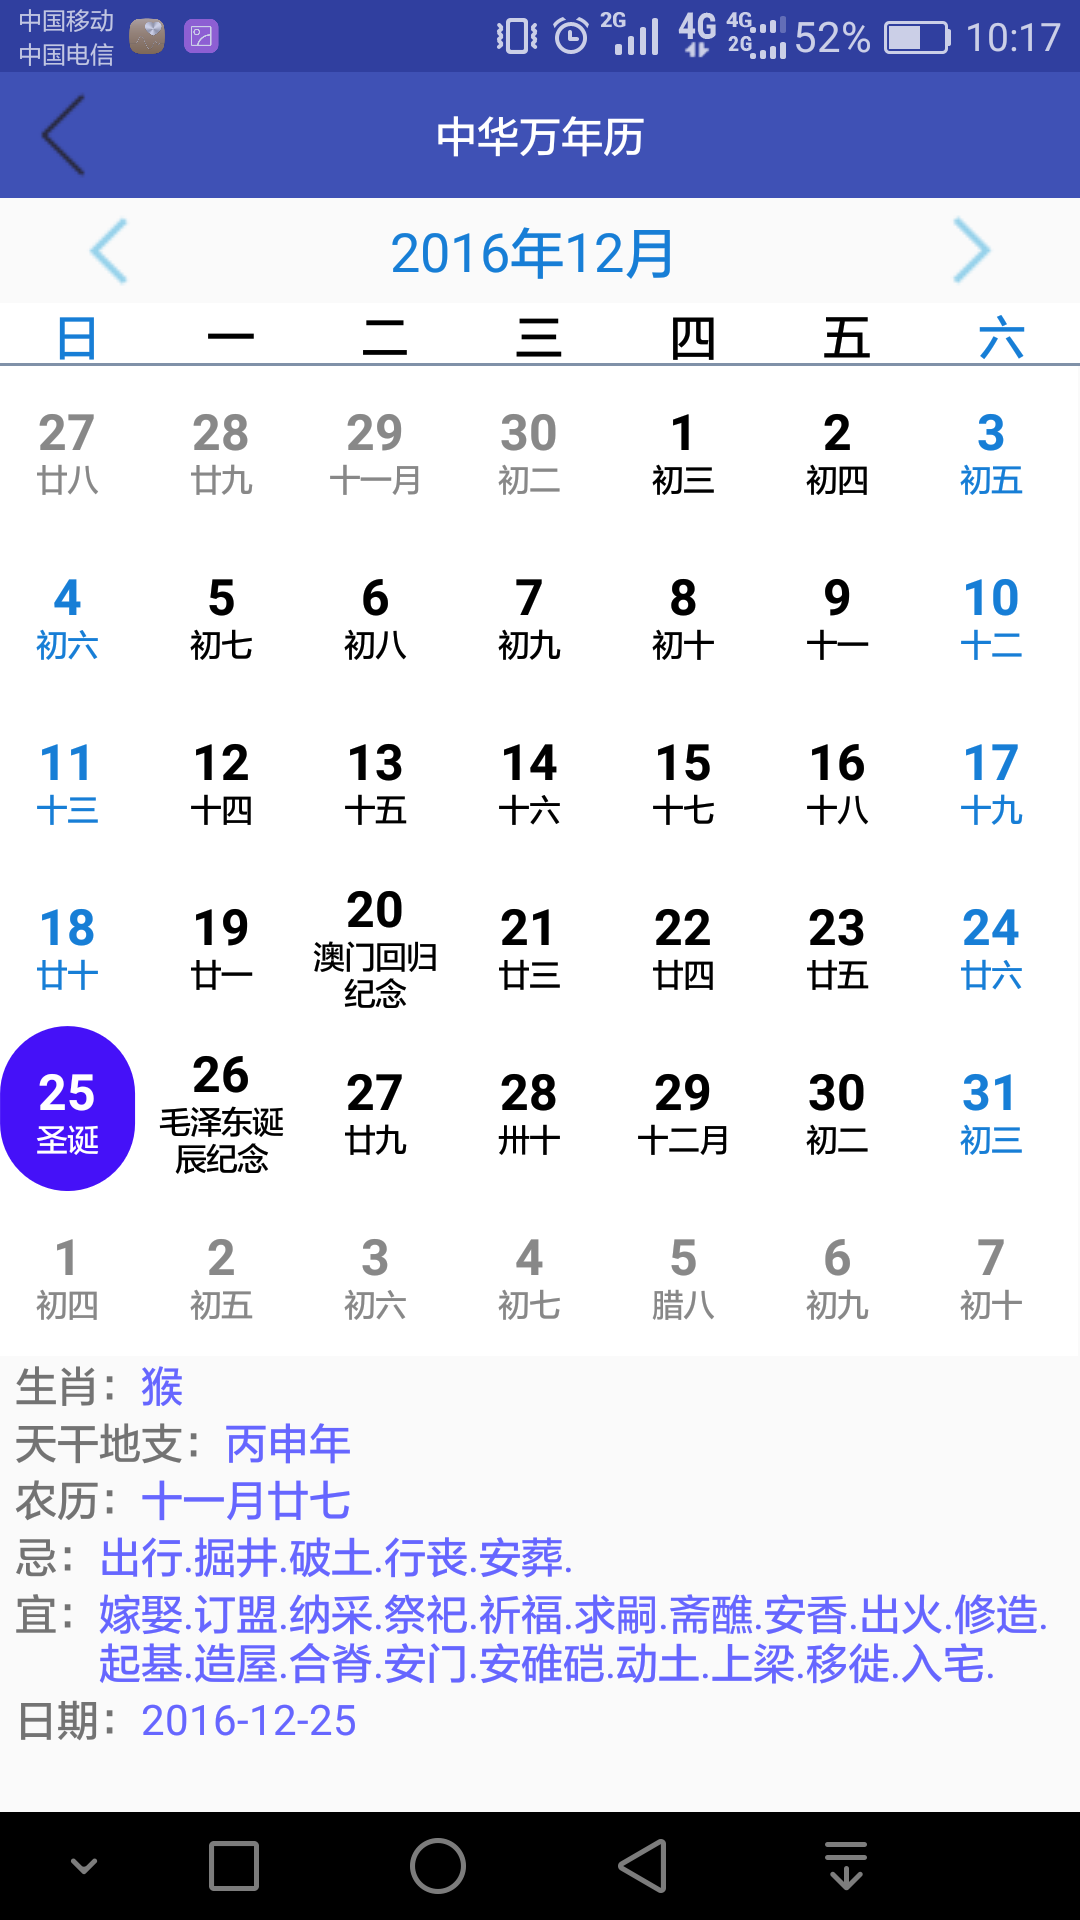 中国移动
中国电信
2G 4G 4G 2G 52% 10:17
中华万年历
2016年12月
日 一 二 三 四 五 六
27 28 29 30 1 2 3
廿八 廿九 十一月 初二 初三 初四 初五
4 5 6 7 8 9 10
初六 初七 初八 初九 初十 十一 十二
11 12 13 14 15 16 17
十三 十四 十五 十六 十七 十八 十九
18 19 20 21 22 23 24
廿十 廿一 澳门回归 廿三 廿四 廿五 廿六
纪念
25 26 27 28 29 30 31
圣诞 毛泽东诞 廿九 卅十 十二月 初二 初三
辰纪念
1 2 3 4 5 6 7
初四 初五 初六 初七 腊八 初九 初十
生肖：猴
天干地支：丙申年
农历：十一月廿七
忌：出行.掘井.破土.行丧.安葬.
宜：嫁娶.订盟.纳采.祭祀.祈福.求嗣.斋醮.安香.出火.修造.
起基.造屋.合脊.安门.安碓硙.动土.上梁.移徙.入宅.
日期：2016-12-25